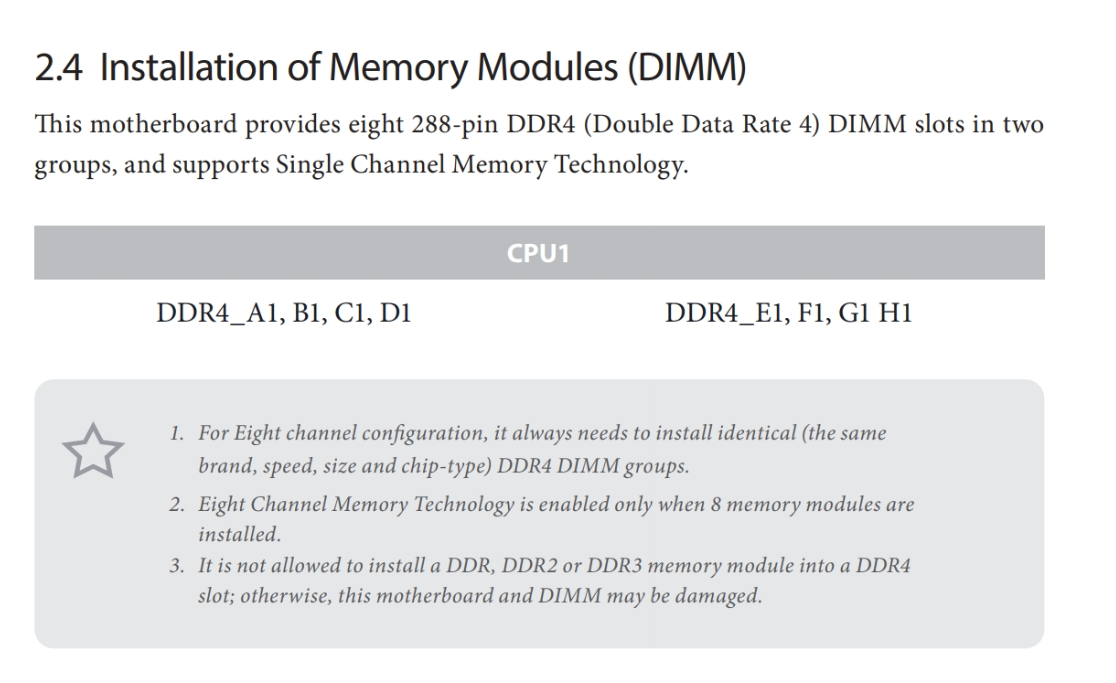 2.4 Installation of Memory Modules (DIMM)
This motherboard provides eight 288-pin DDR4 (Double Data Rate 4) DIMM slots in two
groups, and supports Single Channel Memory Technology.
CPU1
DDR4_A1, B1, C1, D1 DDR4_E1, F1, G1 H1
1. For Eight channel configuration, it always needs to install identical (the same
brand, speed, size and chip-type) DDR4 DIMM groups.
2. Eight Channel Memory Technology is enabled only when 8 memory modules are
installed.
3. It is not allowed to install a DDR, DDR2 or DDR3 memory module into a DDR4
slot; otherwise, this motherboard and DIMM may be damaged.